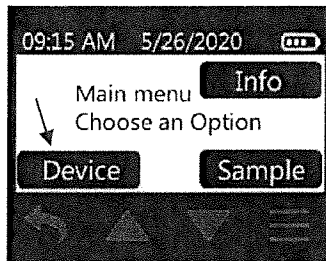 09:15 AM 5/26/2020
Info
Main menu
Choose an Option
Device
Sample